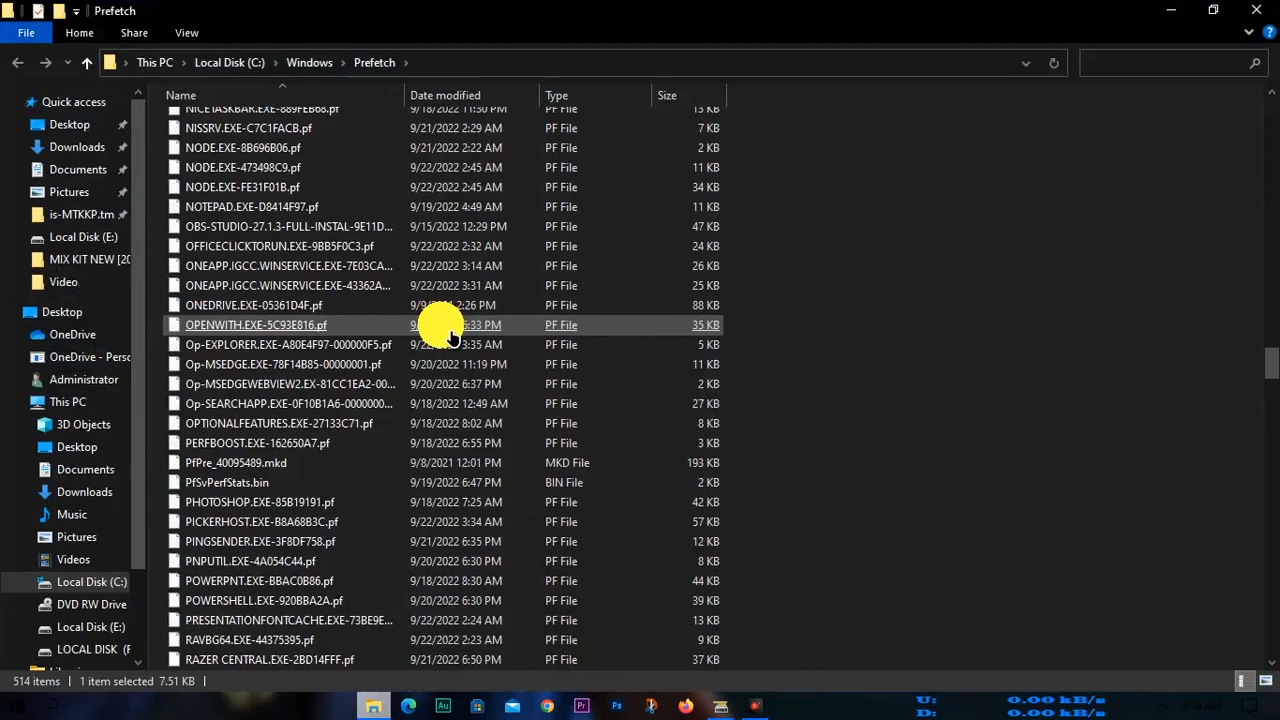 Prefetch
File Home Share View
This PC Local Disk (C:) Windows Prefetch
Name Date modified Type Size
Quick access
Desktop
Downloads
Documents
Pictures
is-MTKKP.tm
Local Disk (E:)
MIX KIT NEW [20
Video
Desktop
OneDrive
OneDrive - Perso
Administrator
This PC
3D Objects
Desktop
Documents
Downloads
Music
Pictures
Videos
Local Disk (C:)
DVD RW Drive
Local Disk (E:)
LOCAL DISK (F
NICETASKBAR.EXE-889FEB68.pf 9/18/2022 11:30 PM PF File 13 KB
NISSRV.EXE-C7C1FACB.pf 9/21/2022 2:29 AM PF File 7 KB
NODE.EXE-8B696B06.pf 9/21/2022 2:22 AM PF File 2 KB
NODE.EXE-473498C9.pf 9/22/2022 2:45 AM PF File 11 KB
NODE.EXE-FE31F01B.pf 9/22/2022 2:45 AM PF File 34 KB
NOTEPAD.EXE-D8414F97.pf 9/19/2022 4:49 AM PF File 11 KB
OBS-STUDIO-27.1.3-FULL-INSTAL-9E11D... 9/15/2022 12:29 PM PF File 47 KB
OFFICECLICKTORUN.EXE-9BB5F0C3.pf 9/22/2022 2:32 AM PF File 24 KB
ONEAPP.IGCC.WINSERVICE.EXE-7E03CA... 9/22/2022 3:14 AM PF File 26 KB
ONEAPP.IGCC.WINSERVICE.EXE-43362A... 9/22/2022 3:31 AM PF File 25 KB
ONEDRIVE.EXE-05361D4F.pf 2:26 PM PF File 88 KB
OPENWITH.EXE-5C93E816.pf PM PF File 35 KB
Op-EXPLORER.EXE-A80E4F97-000000F5.pf 3:35 AM PF File 5 KB
Op-MSEDGE.EXE-78F14B85-00000001.pf 9/20/2022 11:19 PM PF File 11 KB
Op-MSEDGEWEBVIEW2.EX-81CC1EA2-00... 9/20/2022 6:37 PM PF File 2 KB
Op-SEARCHAPP.EXE-0F10B1A6-0000000... 9/18/2022 12:49 AM PF File 27 KB
OPTIONALFEATURES.EXE-27133C71.pf 9/18/2022 8:02 AM PF File 8 KB
PERFBOOST.EXE-162650A7.pf 9/18/2022 6:55 PM PF File 3 KB
PfPre_40095489.mkd 9/8/2021 12:01 PM MKD File 193 KB
PfSvPerfStats.bin 9/19/2022 6:47 PM BIN File 2 KB
PHOTOSHOP.EXE-85B19191.pf 9/18/2022 7:25 AM PF File 42 KB
PICKERHOST.EXE-B8A68B3C.pf 9/22/2022 3:34 AM PF File 57 KB
PINGSENDER.EXE-3F8DF758.pf 9/21/2022 6:35 PM PF File 12 KB
PNPUTIL.EXE-4A054C44.pf 9/20/2022 6:30 PM PF File 8 KB
POWERPNT.EXE-BBAC0B86.pf 9/18/2022 8:30 AM PF File 44 KB
POWERSHELL.EXE-920BBA2A.pf 9/20/2022 6:30 PM PF File 39 KB
PRESENTATIONFONTCACHE.EXE-73BE9E... 9/22/2022 2:24 AM PF File 13 KB
RAVBG64.EXE-44375395.pf 9/22/2022 2:23 AM PF File 9 KB
RAZER CENTRAL.EXE-2BD14FFF.pf 9/21/2022 6:50 PM PF File 37 KB
514 items 1 item selected 7.51 KB
U: 0.00 kB/s
D: 0.00 kB/s